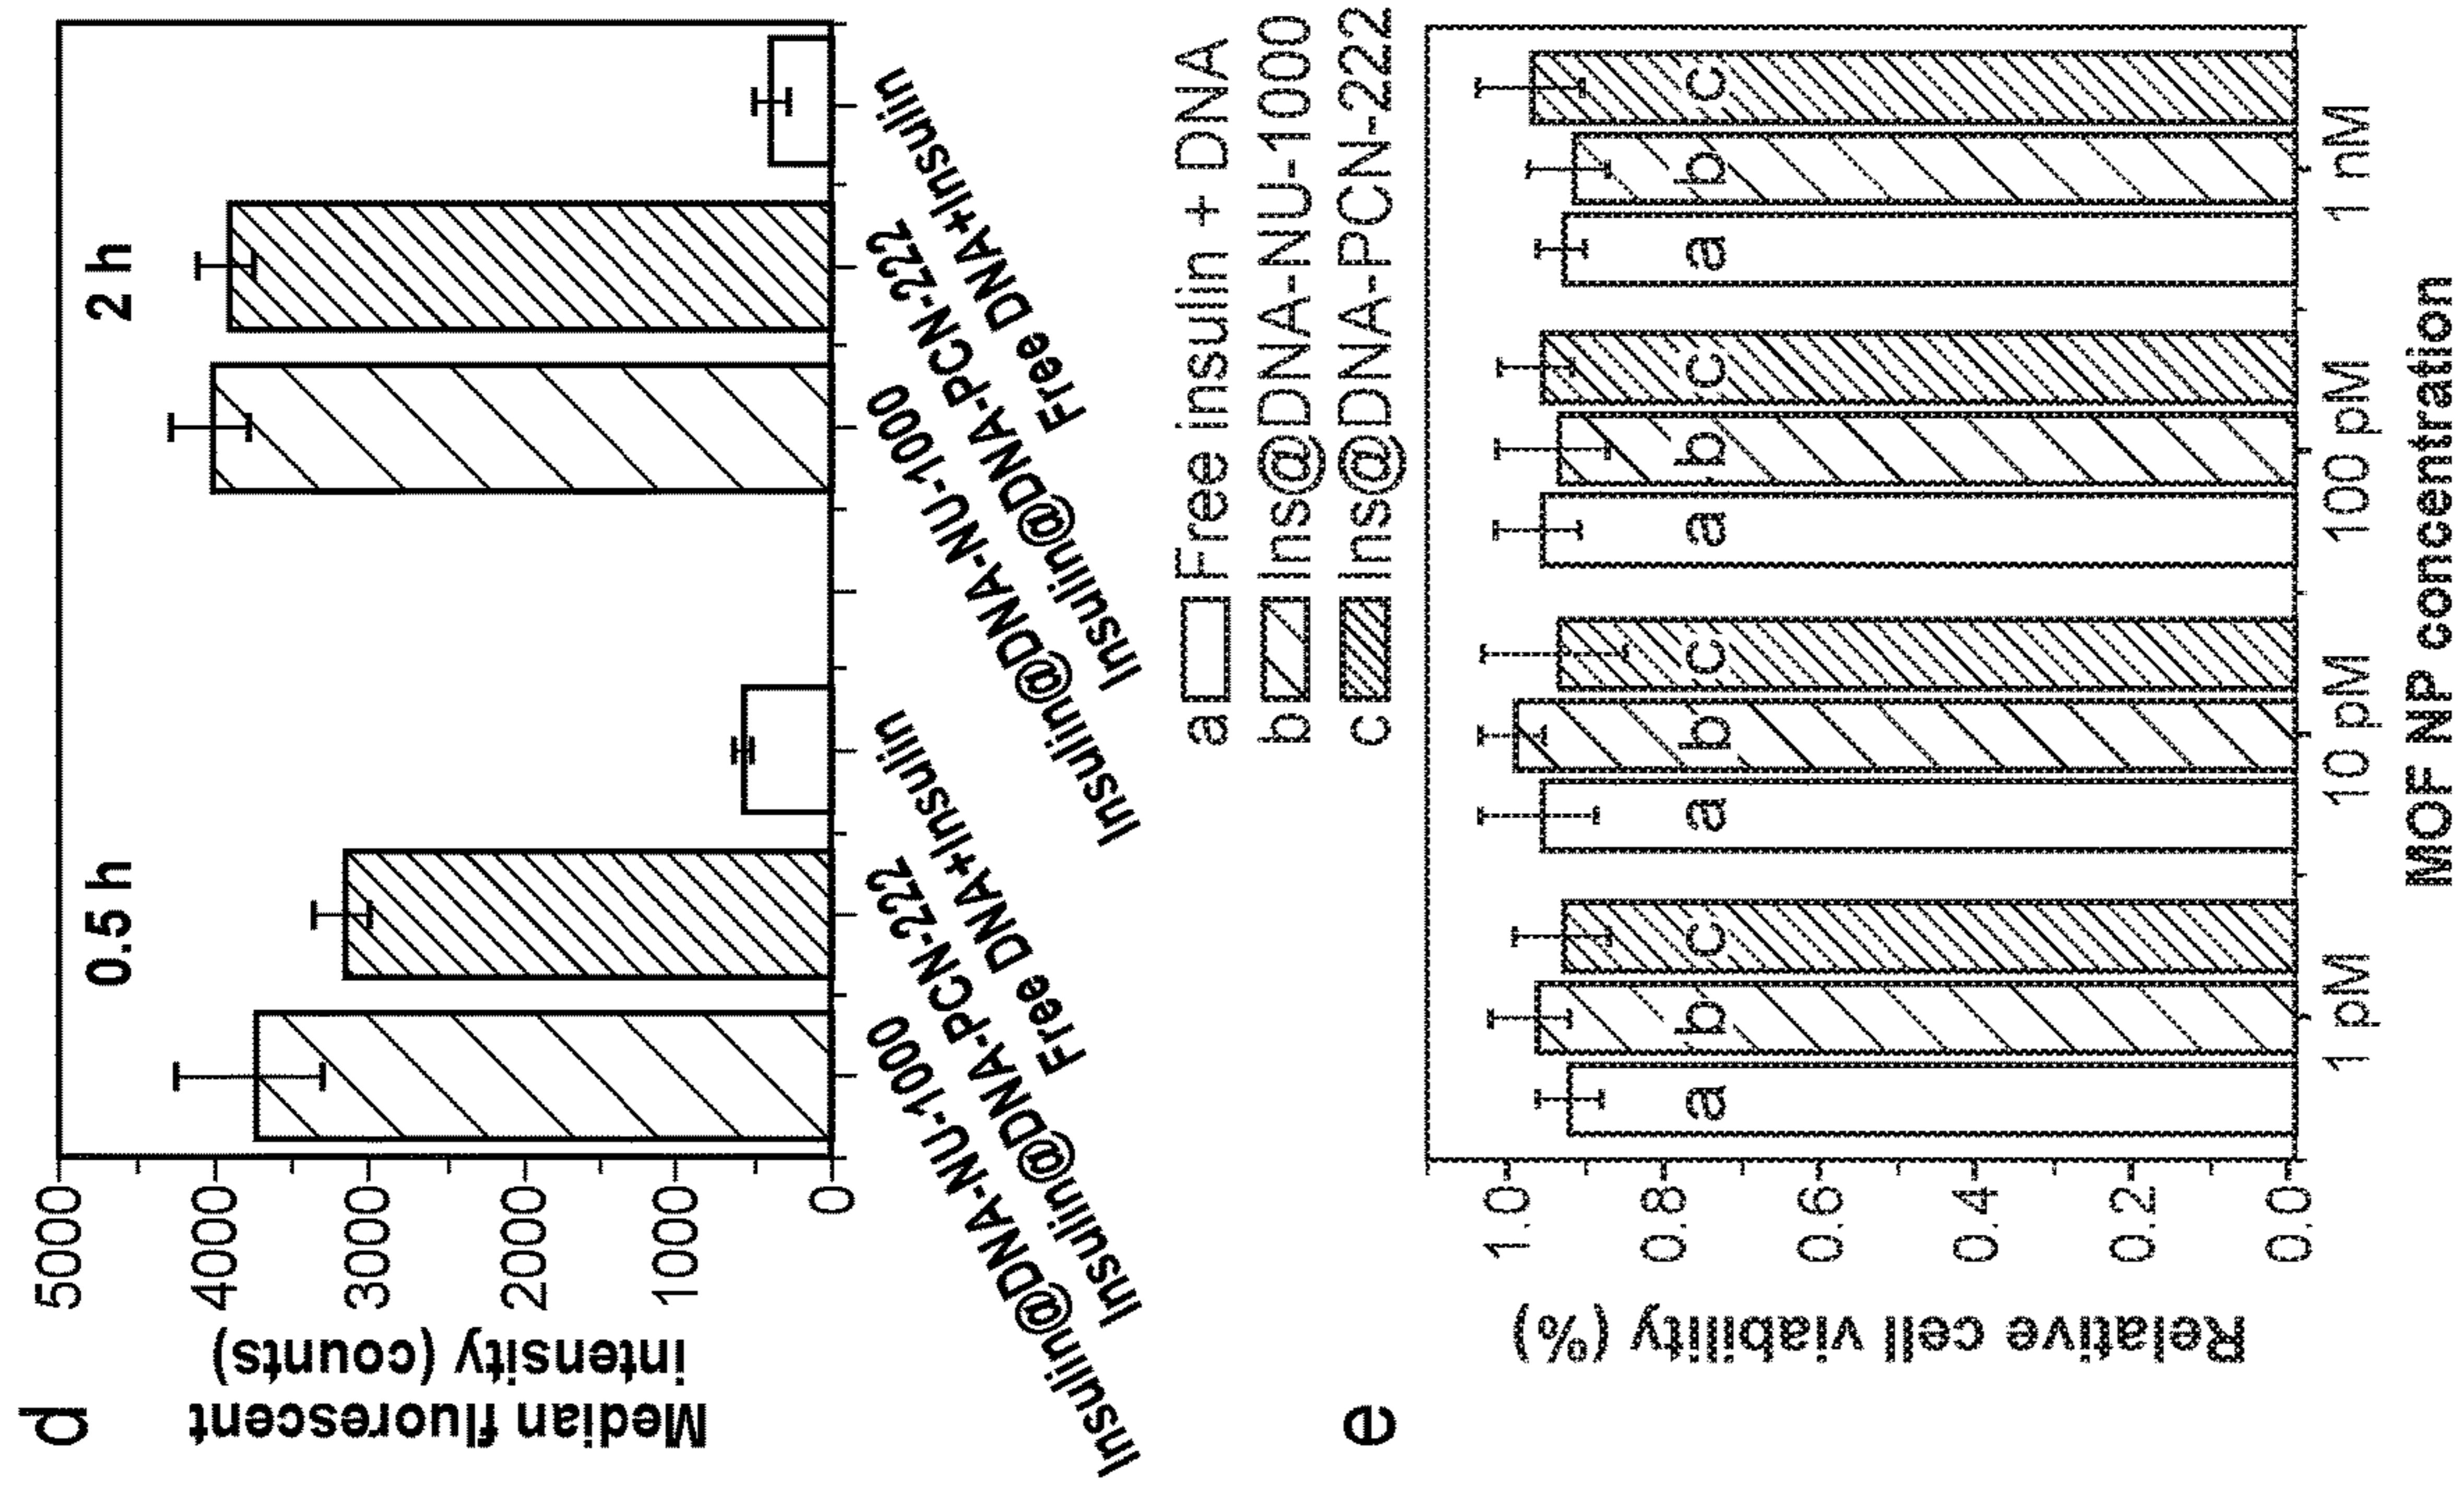 d
Median fluorescent
intensity (counts)
5000
4000
3000
2000
1000
0
0.5 h
2 h
Insulin@DNA-NU-1000
Insulin@DNA-PCN-222
Free DNA+Insulin
Insulin@DNA-NU-1000
Insulin@DNA-PCN-222
Free DNA+Insulin
e
a Free insulin + DNA
b Ins@DNA-NU-1000
c Ins@DNA-PCN-222
Relative cell viability (%)
1.0
0.8
0.6
0.4
0.2
0.0
a b c a b c a b c a b c
1 pM 10 pM 100 pM 1 nM
MOF NP concentration